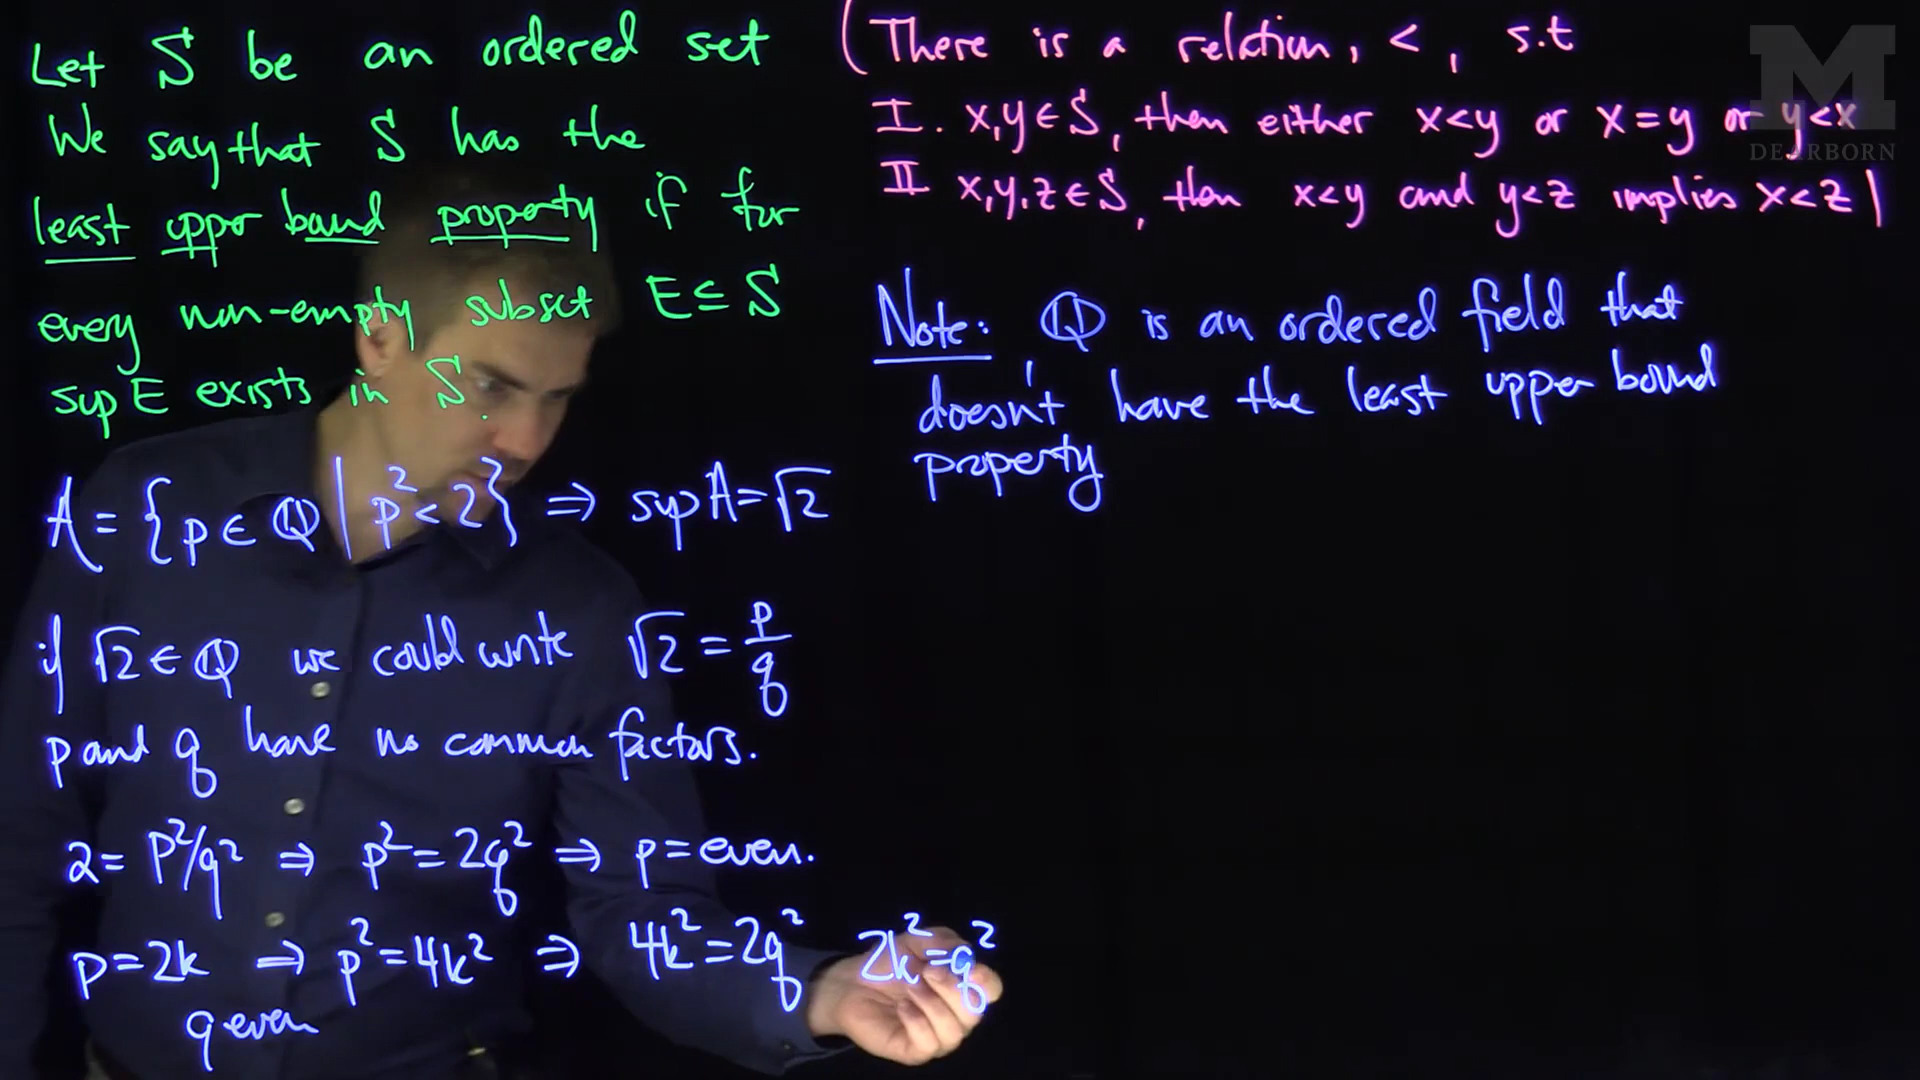 Let S be an ordered set
We say that S has the
least upper bound property if for
every non-empty subset E ⊆ S
sup E exists in S.
A = {p ∈ ℚ | p² < 2} ⇒ sup A = √2
if √2 ∈ ℚ we could write √2 = p/q
p and q have no common factors.
2 = p²/q² ⇒ p² = 2q² ⇒ p = even.
p = 2k ⇒ p² = 4k² ⇒ 4k² = 2q² 2k² = q²
q even
(There is a relation, <, s.t
I. x,y ∈ S, then either x<y or x=y or y<x
II x,y,z ∈ S, then x<y and y<z implies x<z)
Note: ℚ is an ordered field that
doesn't have the least upper bound
property
M
DEARBORN